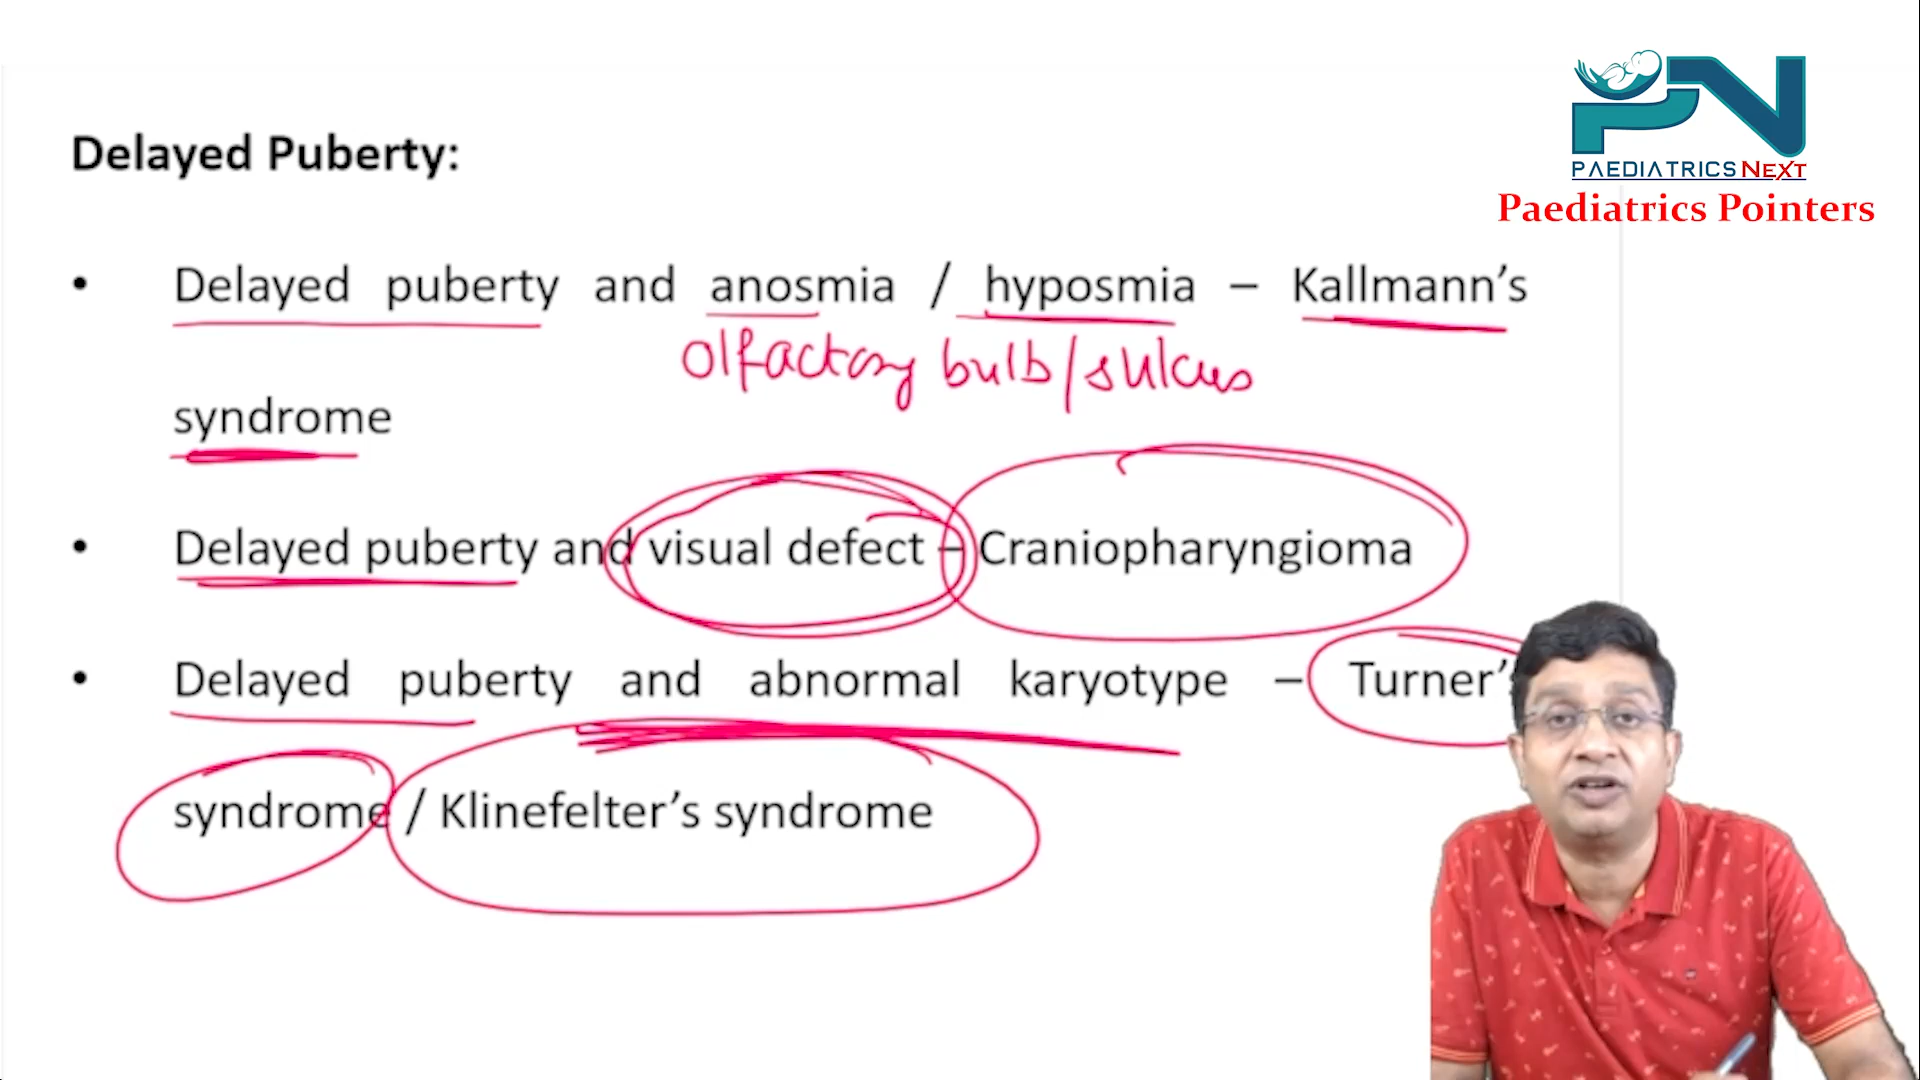 PAEDIATRICS NEXT
Paediatrics Pointers
Delayed Puberty:
• Delayed puberty and anosmia / hyposmia – Kallmann’s
olfactory bulb/sulcus
syndrome
• Delayed puberty and visual defect – Craniopharyngioma
• Delayed puberty and abnormal karyotype – Turner’s
syndrome / Klinefelter’s syndrome